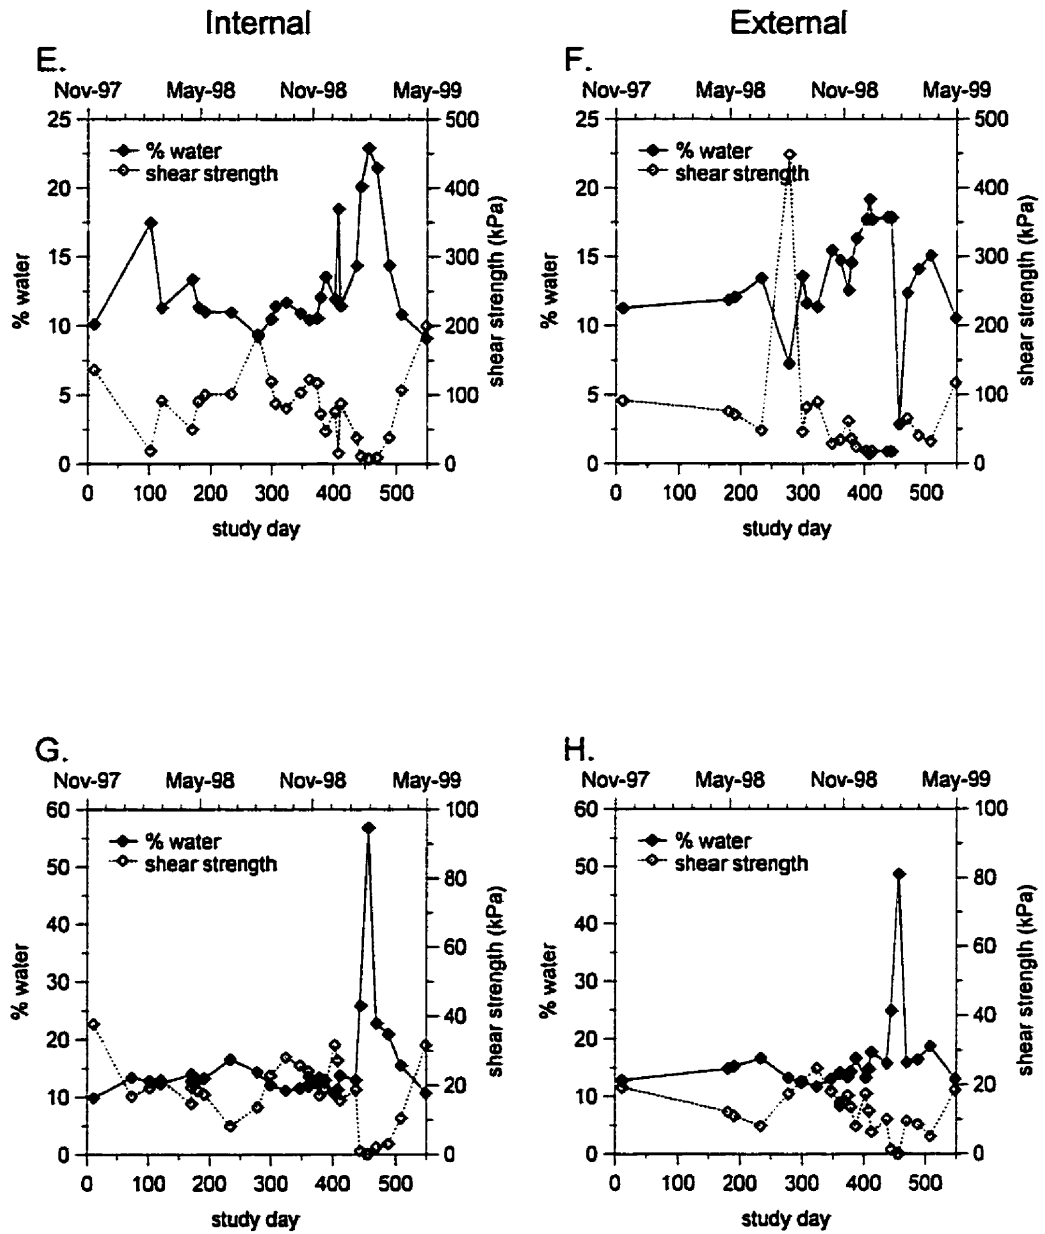 Internal External
E. F.
Nov-97 May-98 Nov-98 May-99 Nov-97 May-98 Nov-98 May-99
25 500 25 500
% water % water
shear strength shear strength
20 400 20 400
15 300 15 300
% water shear strength (kPa) % water shear strength (kPa)
10 200 10 200
5 100 5 100
0 0 0 0
0 100 200 300 400 500 0 100 200 300 400 500
study day study day
G. H.
Nov-97 May-98 Nov-98 May-99 Nov-97 May-98 Nov-98 May-99
60 100 60 100
% water % water
shear strength shear strength
50 80 50 80
40 60 40 60
% water shear strength (kPa) % water shear strength (kPa)
30 40 30 40
20 20
10 20 10 20
0 0 0 0
0 100 200 300 400 500 0 100 200 300 400 500
study day study day